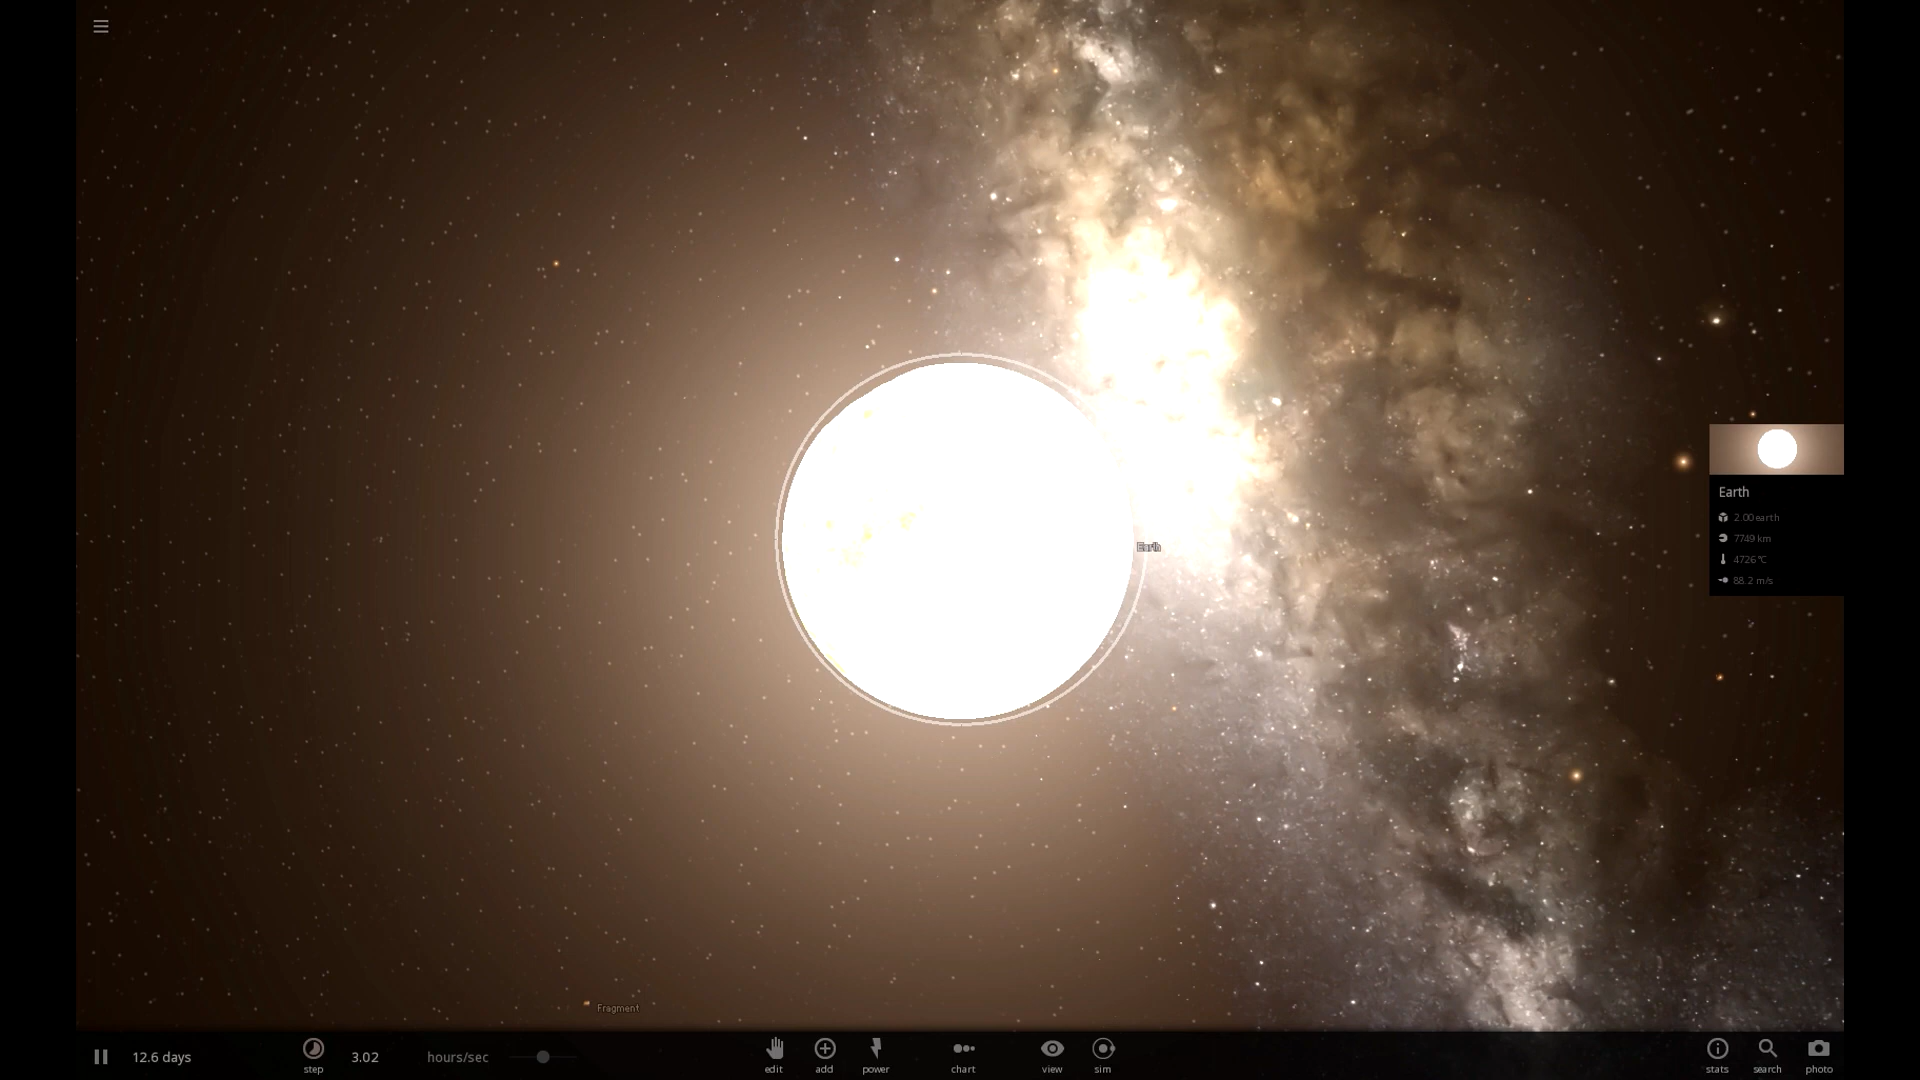 Earth
Earth
2.00 earth
7749 km
4726 °C
88.2 m/s
Fragment
12.6 days
step
3.02
hours/sec
edit
add
power
chart
view
sim
stats
search
photo